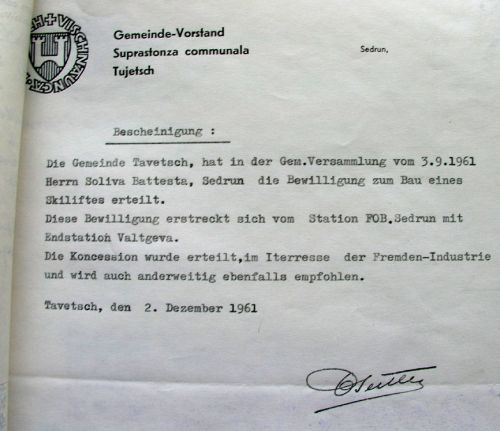 VISCHNAUNCA
Gemeinde-Vorstand
Suprastonza communala
Tujetsch
Sedrun,
Bescheinigung :
Die Gemeinde Tavetsch, hat in der Gem.Versammlung vom 3.9.1961
Herrn Soliva Battesta, Sedrun die Bewilligung zum Bau eines
Skiliftes erteilt.
Diese Bewilligung erstreckt sich vom Station FOB.Sedrun mit
Endstation Valtgeva.
Die Koncession wurde erteilt,im Iterresse der Fremden-Industrie
und wird auch anderweitig ebenfalls empfohlen.
Tavetsch, den 2. Dezember 1961